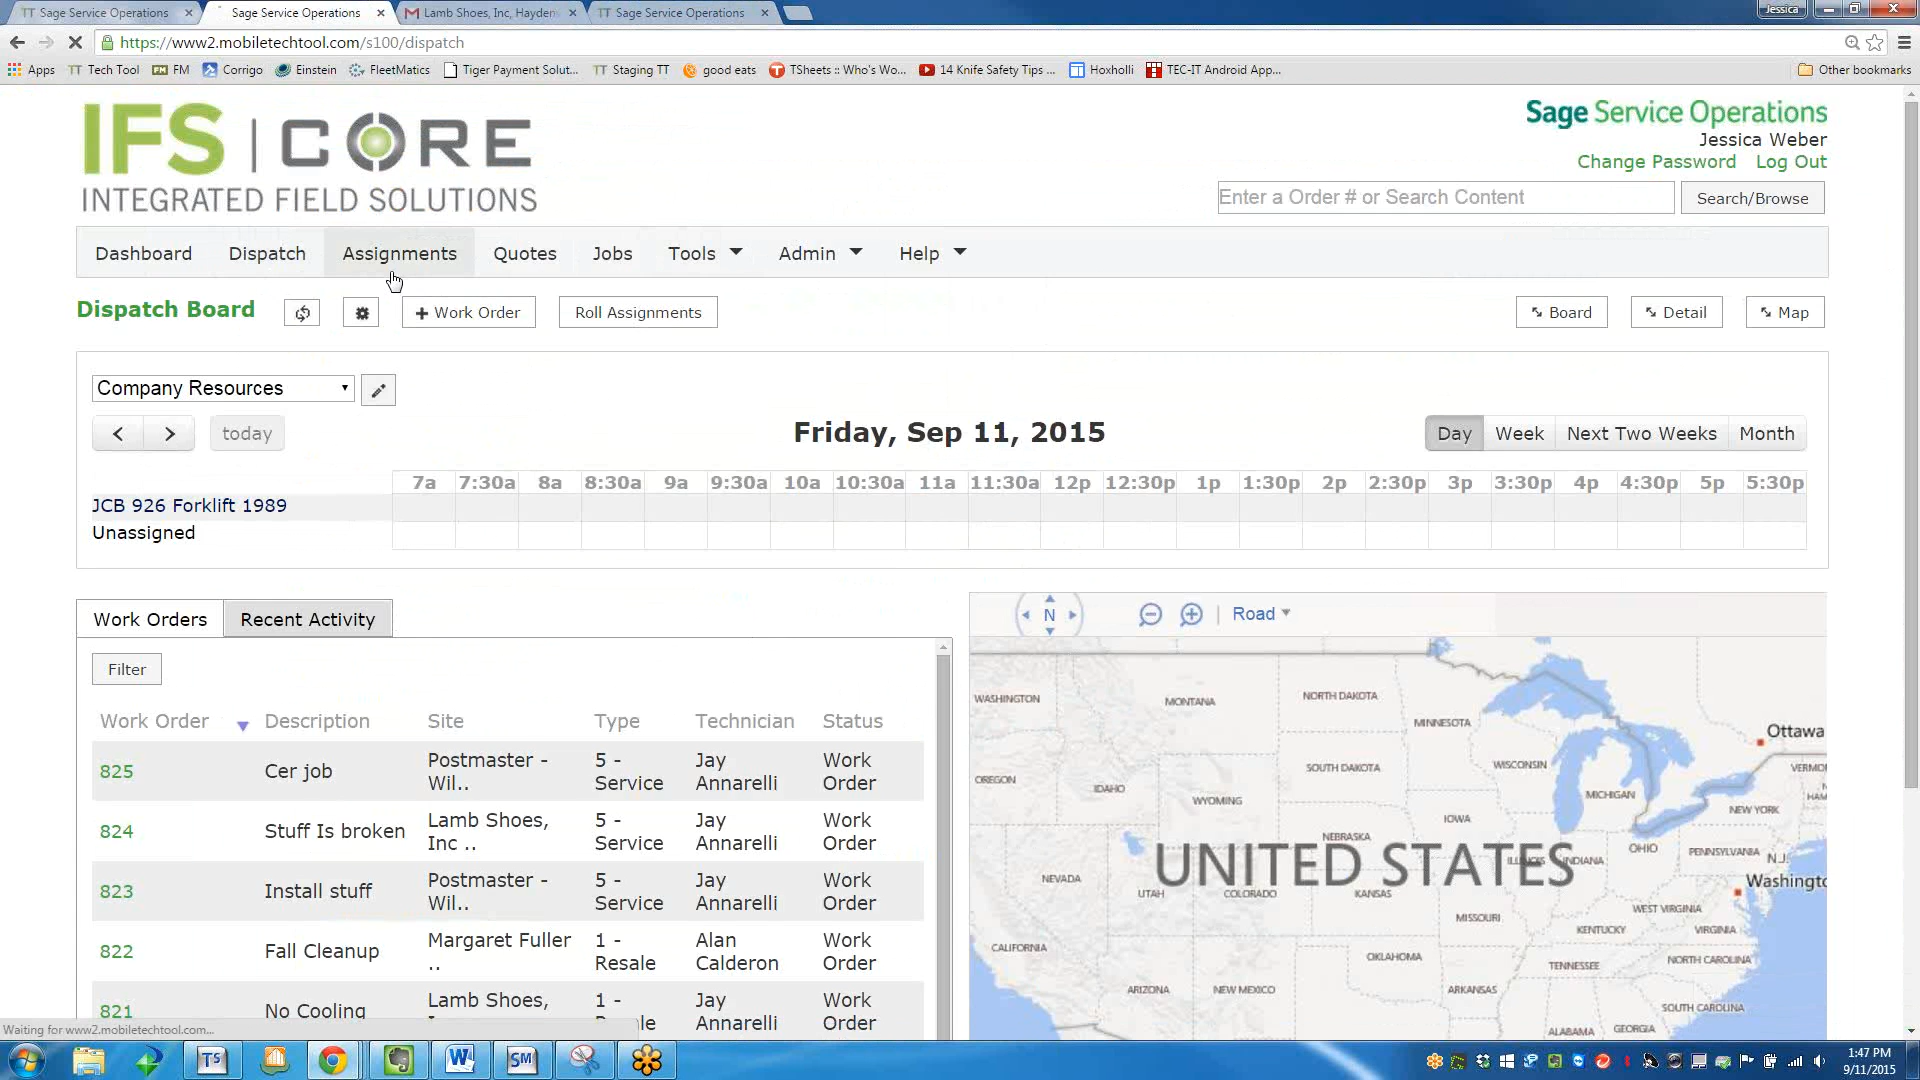 TT Sage Service Operations
Sage Service Operations
Lamb Shoes, Inc, Hayden
TT Sage Service Operations
Jessica
https://www2.mobiletechtool.com/s100/dispatch
Apps
TT Tech Tool
FM FM
Corrigo
Einstein
FleetMatics
Tiger Payment Solut...
TT Staging TT
good eats
TSheets :: Who's Wo...
14 Knife Safety Tips ...
Hoxholli
TEC-IT Android App...
Other bookmarks
IFS | CORE
INTEGRATED FIELD SOLUTIONS
Sage Service Operations
Jessica Weber
Change Password Log Out
Enter a Order # or Search Content
Search/Browse
Dashboard Dispatch Assignments Quotes Jobs Tools Admin Help
Dispatch Board
+ Work Order
Roll Assignments
Board
Detail
Map
Company Resources
today
Friday, Sep 11, 2015
Day Week Next Two Weeks Month
7a 7:30a 8a 8:30a 9a 9:30a 10a 10:30a 11a 11:30a 12p 12:30p 1p 1:30p 2p 2:30p 3p 3:30p 4p 4:30p 5p 5:30p
JCB 926 Forklift 1989
Unassigned
Work Orders
Recent Activity
Filter
Work Order Description Site Type Technician Status
825 Cer job Postmaster - Wil.. 5 - Service Jay Annarelli Work Order
824 Stuff Is broken Lamb Shoes, Inc .. 5 - Service Jay Annarelli Work Order
823 Install stuff Postmaster - Wil.. 5 - Service Jay Annarelli Work Order
822 Fall Cleanup Margaret Fuller .. 1 - Resale Alan Calderon Work Order
821 No Cooling Lamb Shoes, 1 - Jay Annarelli Work Order
N
Road
WASHINGTON
MONTANA
NORTH DAKOTA
MINNESOTA
Ottawa
OREGON
IDAHO
SOUTH DAKOTA
WISCONSIN
VERMO
HAM
WYOMING
MICHIGAN
NEW YORK
IOWA
NEBRASKA
UNITED STATES
ILLINOIS
INDIANA
OHIO
PENNSYLVANIA
N.J.
NEVADA
UTAH
COLORADO
KANSAS
Washingto
MISSOURI
WEST VIRGINIA
KENTUCKY
VIRGINIA
CALIFORNIA
OKLAHOMA
TENNESSEE
NORTH CAROLINA
ARIZONA
NEW MEXICO
ARKANSAS
SOUTH CAROLINA
ALABAMA
GEORGIA
Waiting for www2.mobiletechtool.com...
TS
W
SM
1:47 PM
9/11/2015